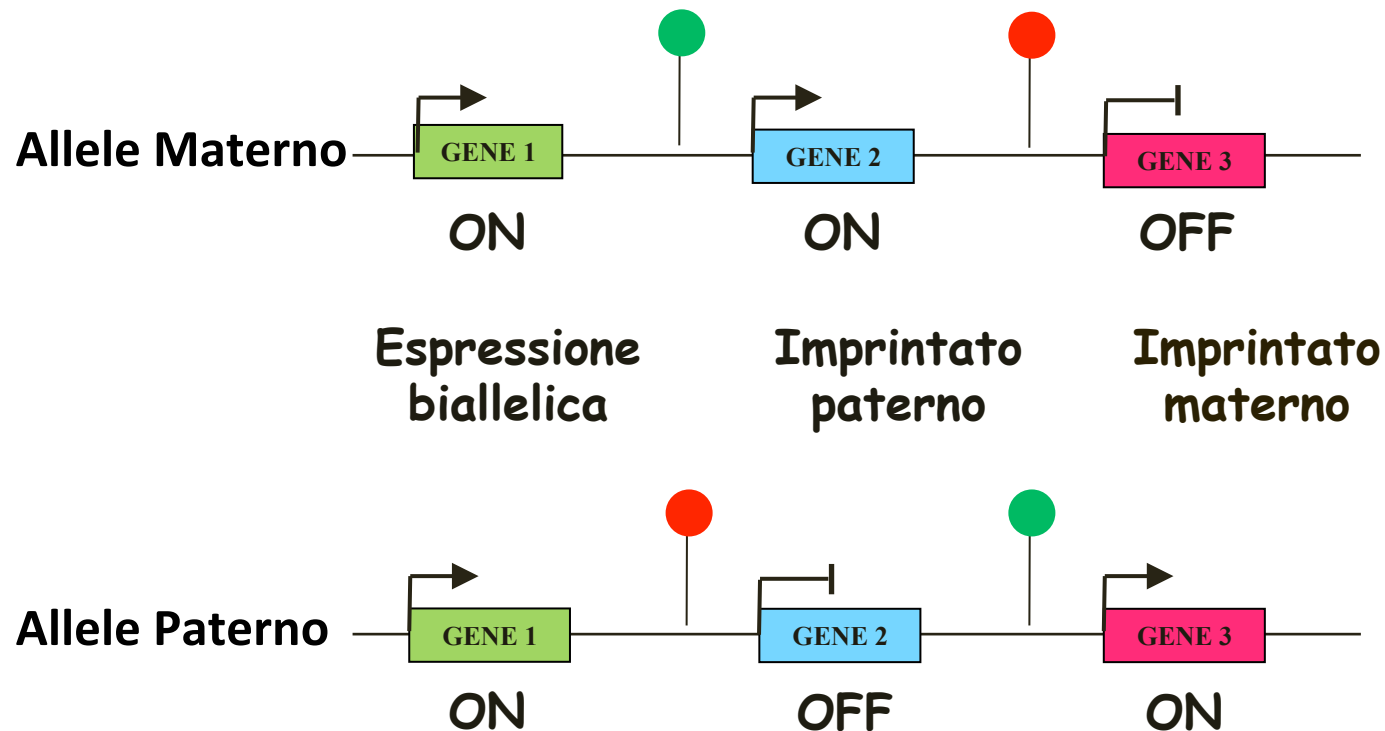 Allele Materno
GENE 1
GENE 2
GENE 3
ON
ON
OFF
Espressione
biallelica
Imprintato
paterno
Imprintato
materno
Allele Paterno
GENE 1
GENE 2
GENE 3
ON
OFF
ON